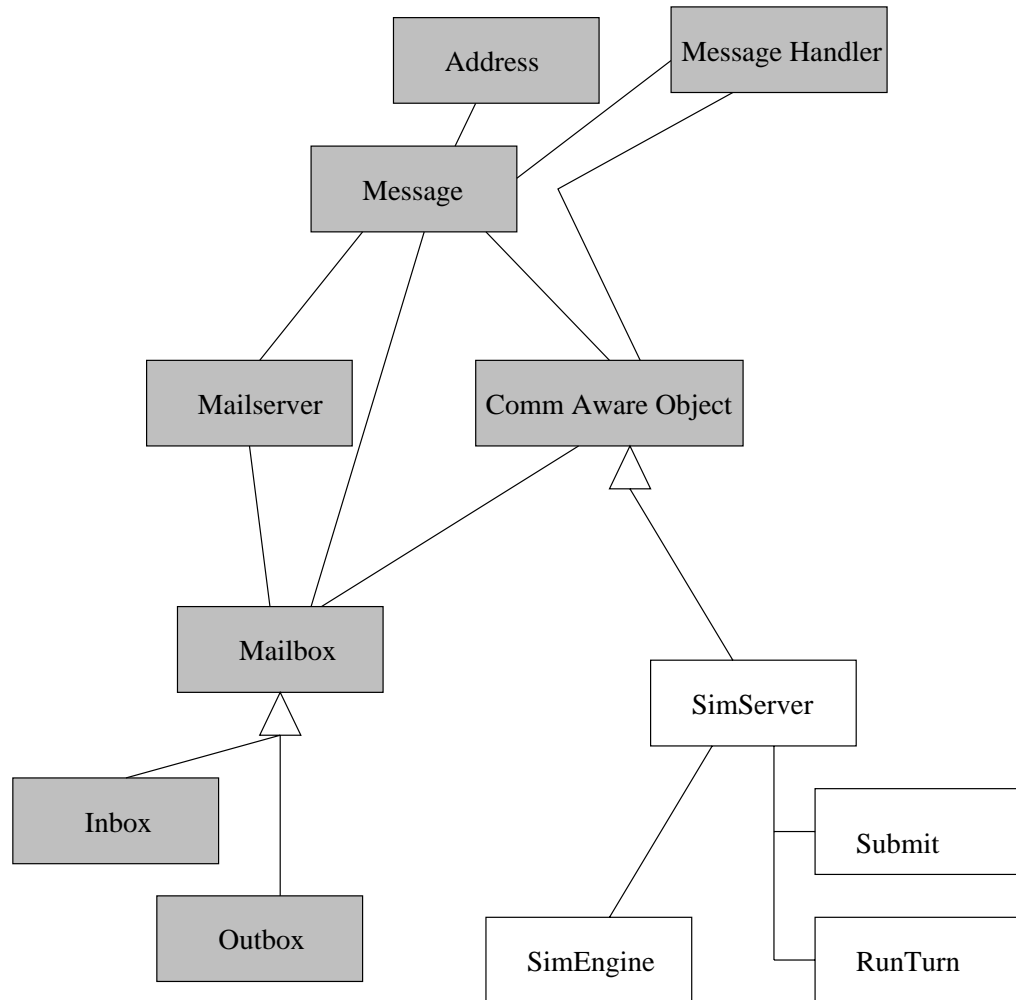 Address
Message Handler
Message
Mailserver
Comm Aware Object
Mailbox
SimServer
Inbox
Submit
Outbox
SimEngine
RunTurn